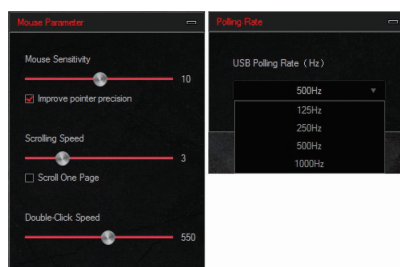 Mouse Parameter
Mouse Sensitivity
10
Improve pointer precision
Scrolling Speed
3
Scroll One Page
Double-Click Speed
550
Polling Rate
USB Polling Rate (Hz)
500Hz
125Hz
250Hz
500Hz
1000Hz